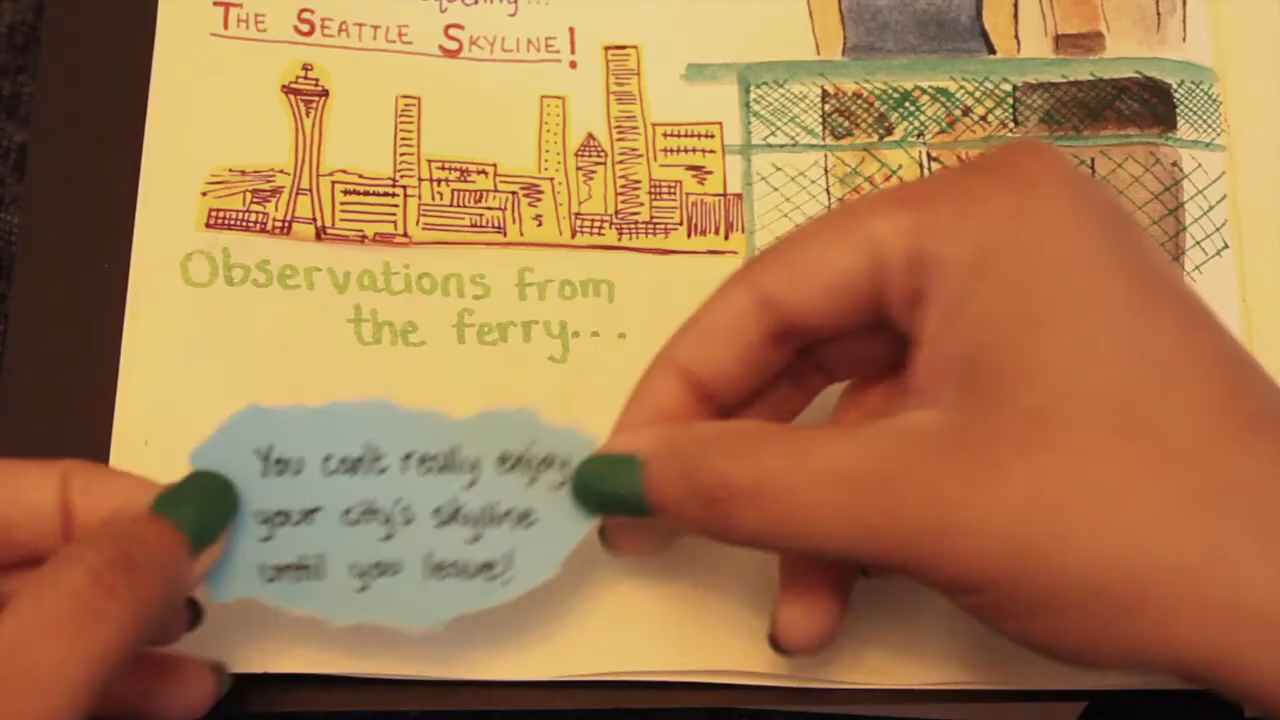 THE SEATTLE SKYLINE!
Observations from
the ferry...
You can't really enjoy
your city's skyline
until you leave!